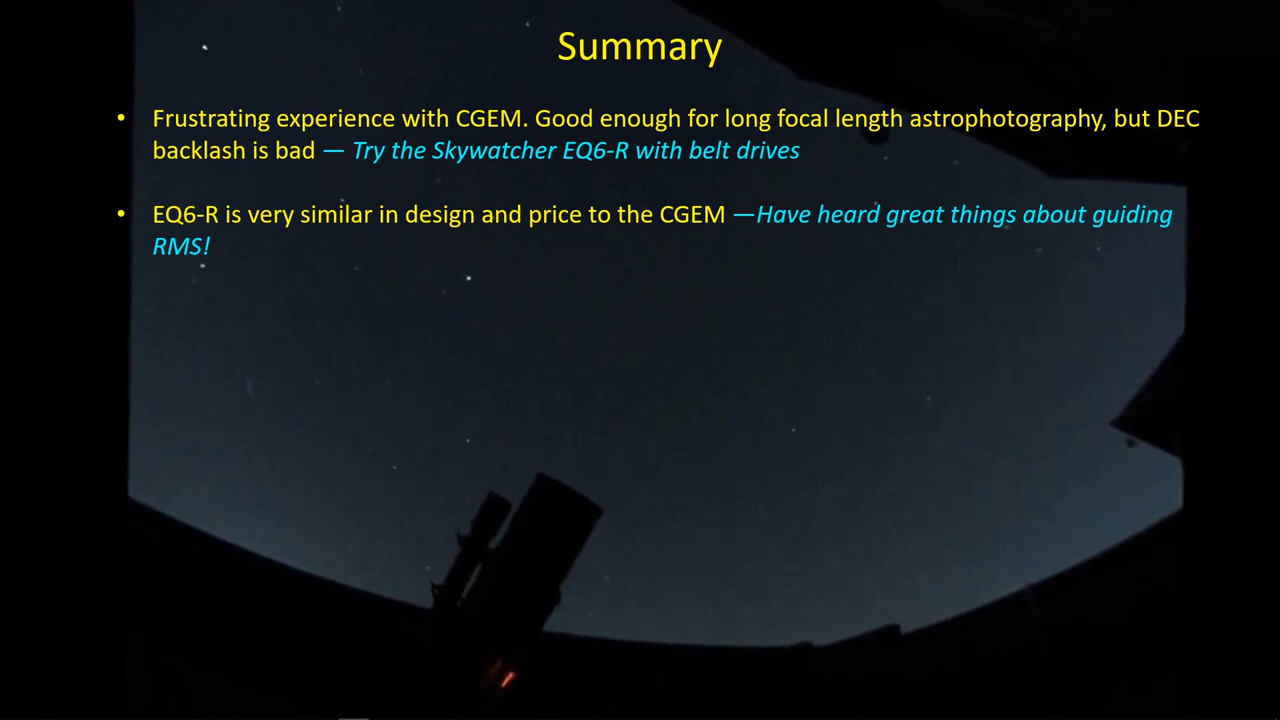 Summary
• Frustrating experience with CGEM. Good enough for long focal length astrophotography, but DEC
backlash is bad — Try the Skywatcher EQ6-R with belt drives
• EQ6-R is very similar in design and price to the CGEM —Have heard great things about guiding
RMS!